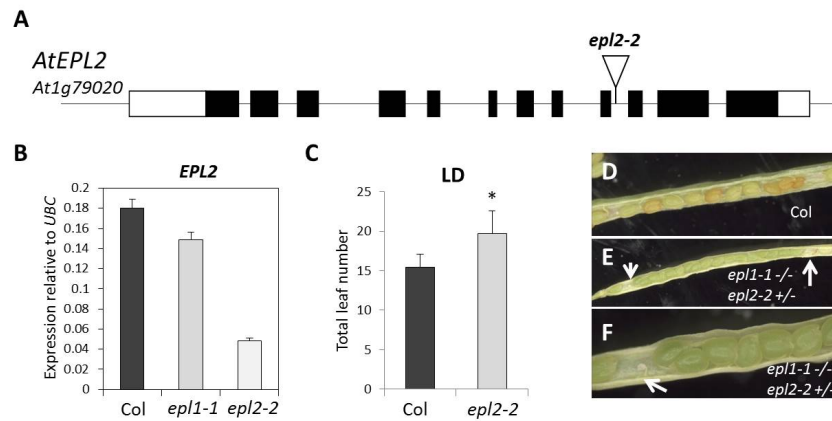 A
epl2-2
AtEPL2
At1g79020
B
EPL2
Expression relative to UBC
0.2
0.18
0.16
0.14
0.12
0.1
0.08
0.06
0.04
0.02
0
Col
epl1-1
epl2-2
C
LD
*
Total leaf number
25
20
15
10
5
0
Col
epl2-2
D
Col
E
epl1-1 -/-
epl2-2 +/-
F
epl1-1 -/-
epl2-2 +/-